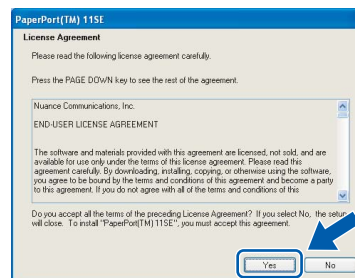 PaperPort(TM) 11SE
License Agreement
Please read the following license agreement carefully.
Press the PAGE DOWN key to see the rest of the agreement.
Nuance Communications, Inc.
END-USER LICENSE AGREEMENT
The software and materials provided with this agreement are licensed, not sold, and are
available for use only under the terms of this license agreement. Please read this
agreement carefully. By downloading, installing, copying, or otherwise using the software,
you agree to be bound by the terms and conditions of this agreement and become a party
to this agreement. If you do not agree with all of the terms and conditions of this
Do you accept all the terms of the preceding License Agreement? If you select No, the setup
will close. To install "PaperPort(TM) 11SE", you must accept this agreement.
Yes
No